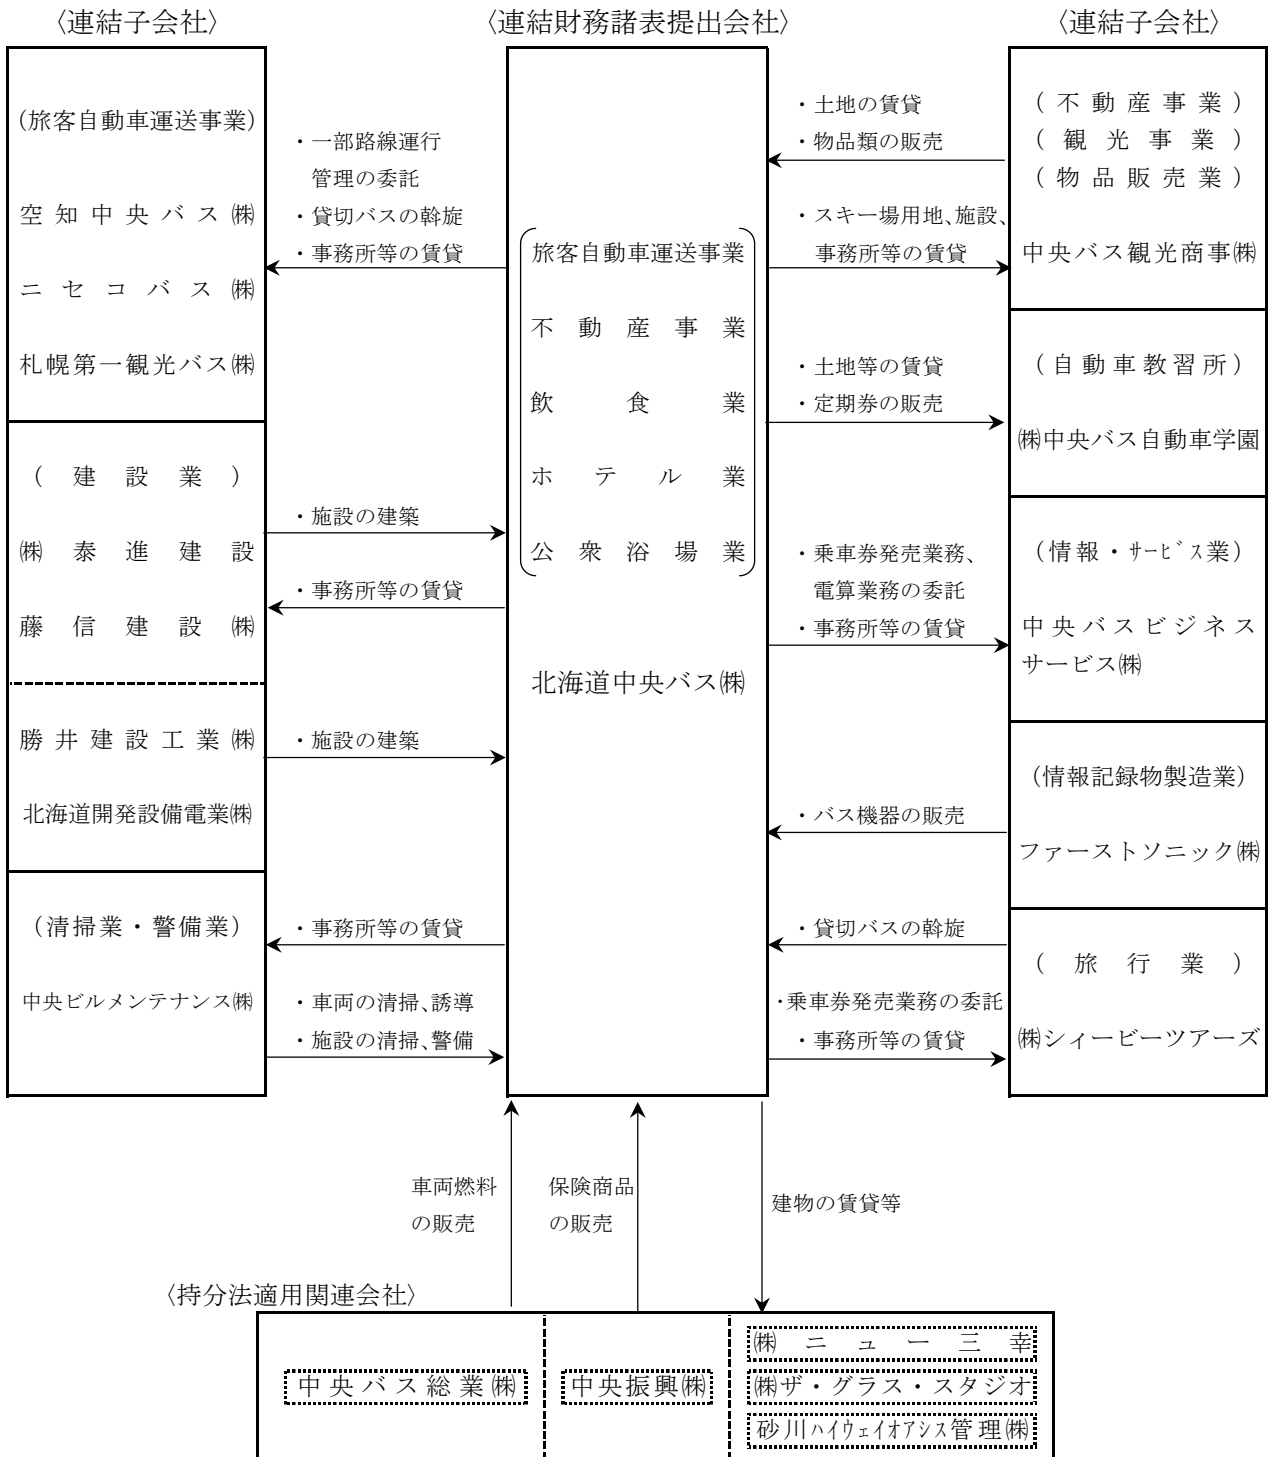 〈連結子会社〉
(旅客自動車運送事業)
空知中央バス㈱
ニセコバス㈱
札幌第一観光バス㈱
(建設業)
㈱泰進建設
藤信建設㈱
勝井建設工業㈱
北海道開発設備電業㈱
(清掃業・警備業)
中央ビルメンテナンス㈱
・一部路線運行
管理の委託
・貸切バスの斡旋
・事務所等の賃貸
・施設の建築
・事務所等の賃貸
・施設の建築
・事務所等の賃貸
・車両の清掃、誘導
・施設の清掃、警備
〈連結財務諸表提出会社〉
旅客自動車運送事業
不動産事業
飲食業
ホテル業
公衆浴場業
北海道中央バス㈱
・土地の賃貸
・物品類の販売
・スキー場用地、施設、
事務所等の賃貸
・土地等の賃貸
・定期券の販売
・乗車券発売業務、
電算業務の委託
・事務所等の賃貸
・バス機器の販売
・貸切バスの斡旋
・乗車券発売業務の委託
・事務所等の賃貸
〈連結子会社〉
(不動産事業)
(観光事業)
(物品販売業)
中央バス観光商事㈱
(自動車教習所)
㈱中央バス自動車学園
(情報・ｻｰﾋﾞｽ業)
中央バスビジネス
サービス㈱
(情報記録物製造業)
ファーストソニック㈱
(旅行業)
㈱シィービーツアーズ
車両燃料
の販売
保険商品
の販売
建物の賃貸等
〈持分法適用関連会社〉
中央バス総業㈱
中央振興㈱
㈱ニュー三幸
㈱ザ・グラス・スタジオ
砂川ﾊｲｳｪｲｵｱｼｽ管理㈱